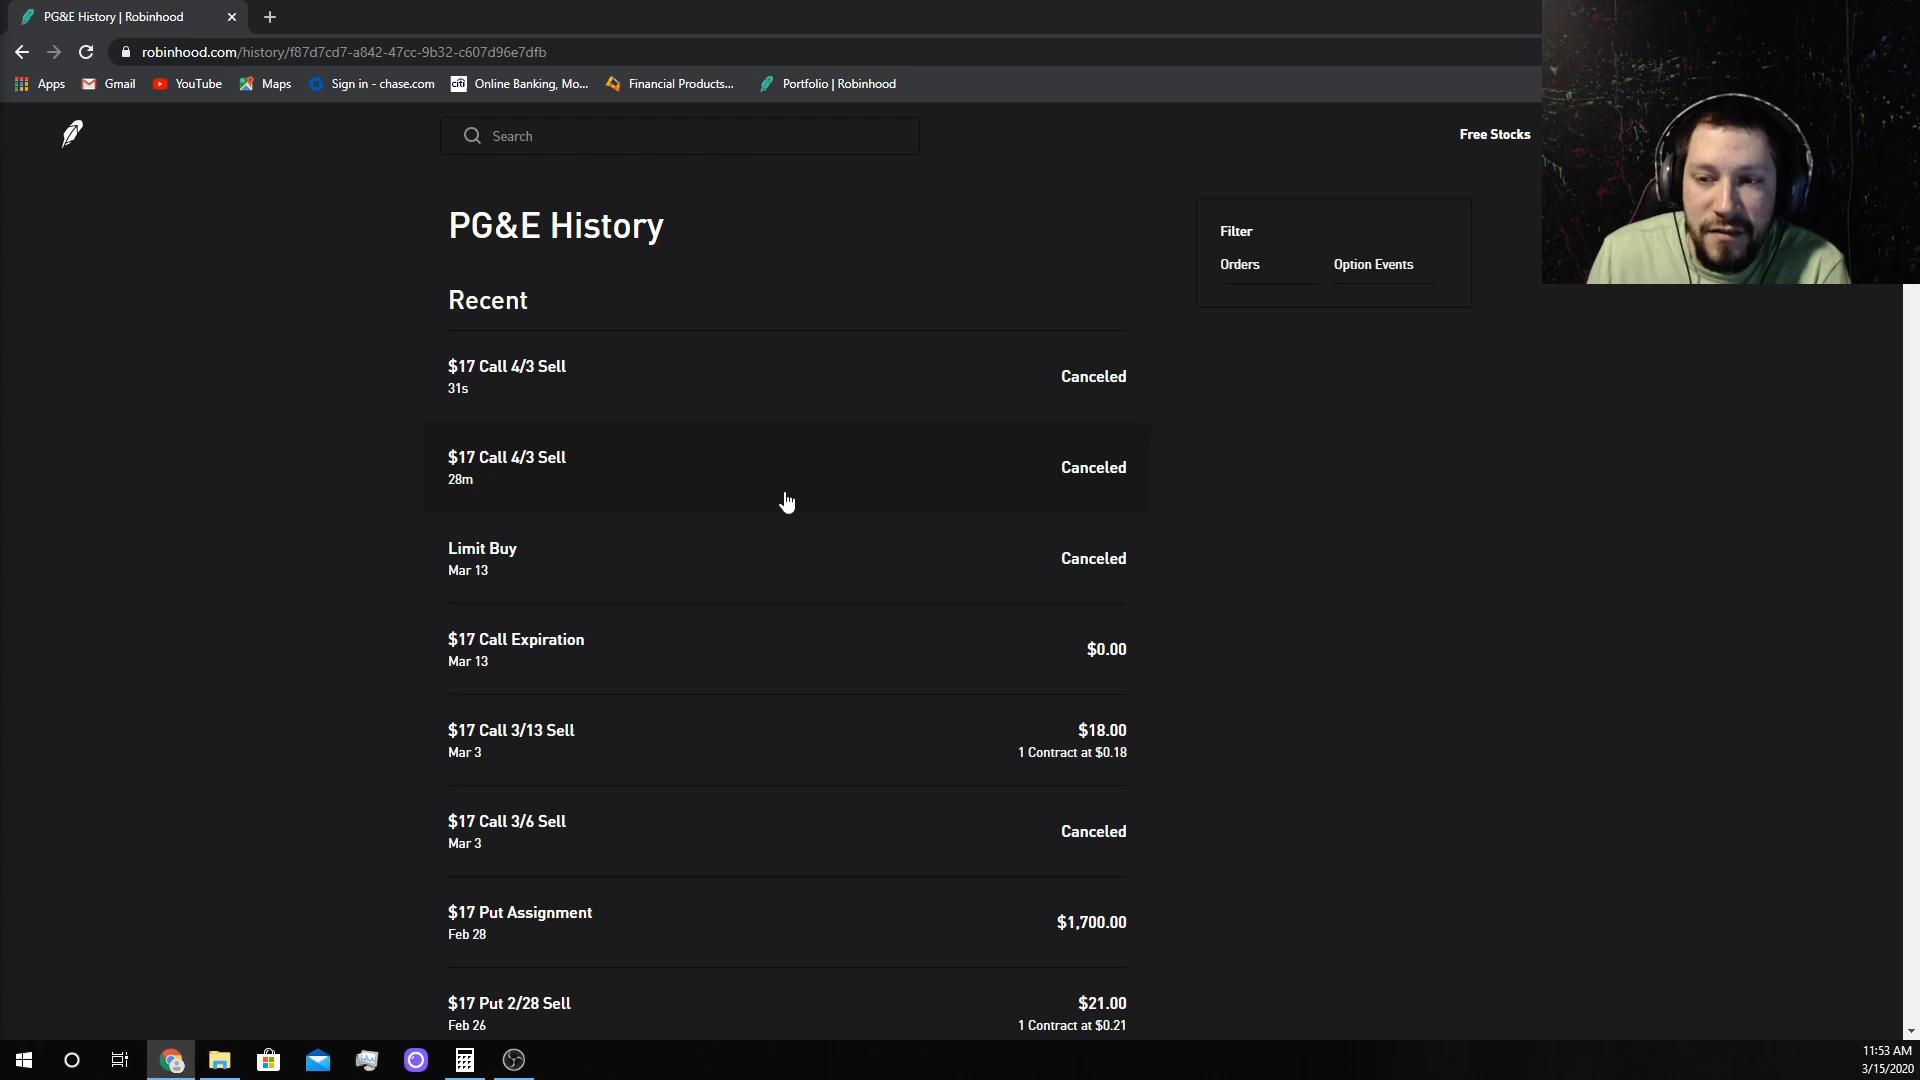 PG&E History | Robinhood
robinhood.com/history/f87d7cd7-a842-47cc-9b32-c607d96e7dfb
Apps Gmail YouTube Maps Sign in - chase.com citi Online Banking, Mo... Financial Products... Portfolio | Robinhood
Search
Free Stocks
PG&E History
Filter
Orders Option Events
Recent
$17 Call 4/3 Sell
31s
Canceled
$17 Call 4/3 Sell
28m
Canceled
Limit Buy
Mar 13
Canceled
$17 Call Expiration
Mar 13
$0.00
$17 Call 3/13 Sell
Mar 3
$18.00
1 Contract at $0.18
$17 Call 3/6 Sell
Mar 3
Canceled
$17 Put Assignment
Feb 28
$1,700.00
$17 Put 2/28 Sell
Feb 26
$21.00
1 Contract at $0.21
11:53 AM
3/15/2020